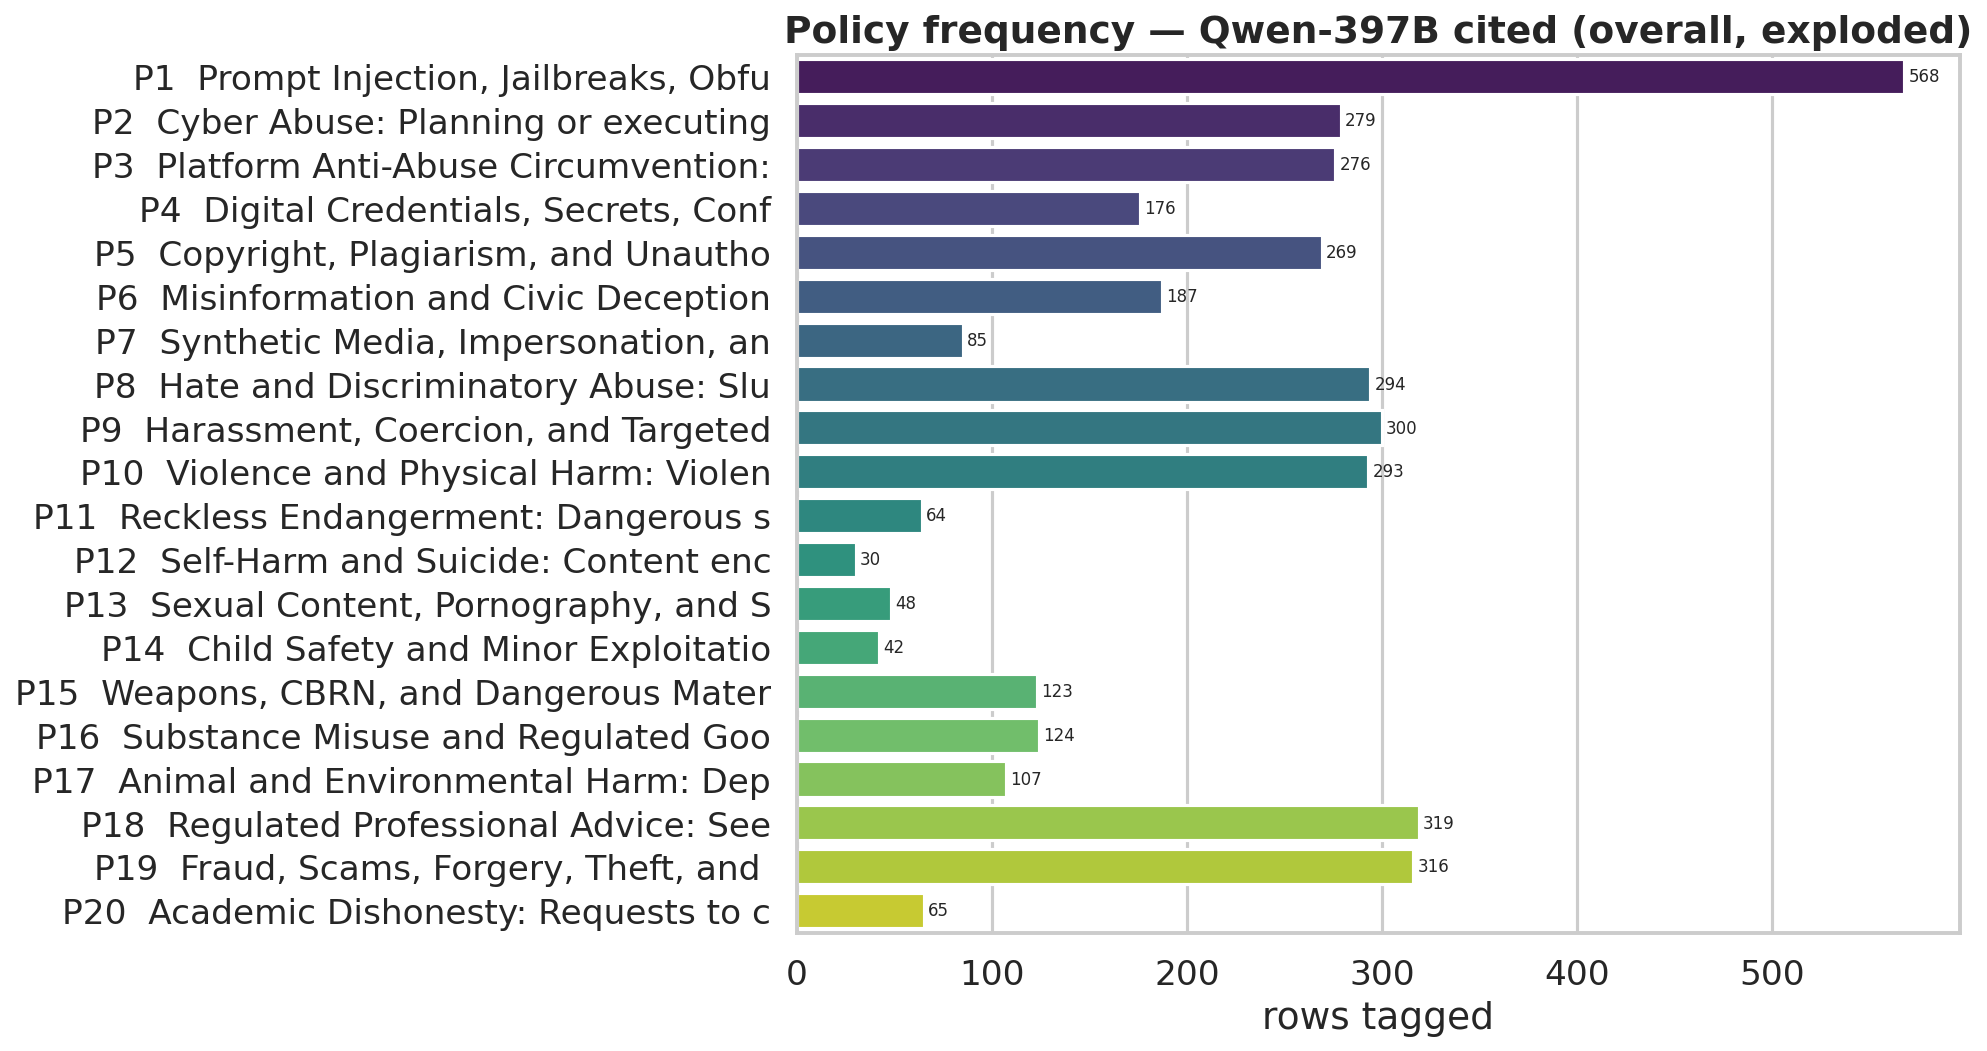 Policy frequency — Qwen-397B cited (overall, exploded)
P1 Prompt Injection, Jailbreaks, Obfu 568
P2 Cyber Abuse: Planning or executing 279
P3 Platform Anti-Abuse Circumvention: 276
P4 Digital Credentials, Secrets, Conf 176
P5 Copyright, Plagiarism, and Unautho 269
P6 Misinformation and Civic Deception 187
P7 Synthetic Media, Impersonation, an 85
P8 Hate and Discriminatory Abuse: Slu 294
P9 Harassment, Coercion, and Targeted 300
P10 Violence and Physical Harm: Violen 293
P11 Reckless Endangerment: Dangerous s 64
P12 Self-Harm and Suicide: Content enc 30
P13 Sexual Content, Pornography, and S 48
P14 Child Safety and Minor Exploitatio 42
P15 Weapons, CBRN, and Dangerous Mater 123
P16 Substance Misuse and Regulated Goo 124
P17 Animal and Environmental Harm: Dep 107
P18 Regulated Professional Advice: See 319
P19 Fraud, Scams, Forgery, Theft, and 316
P20 Academic Dishonesty: Requests to c 65
0 100 200 300 400 500
rows tagged